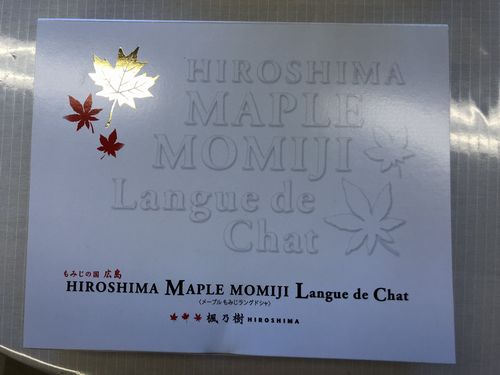 HIROSHIMA
MAPLE
MOMIJI
Langue de
Chat
もみじの国 広島
HIROSHIMA MAPLE MOMIJI Langue de Chat
(メープルもみじラングドシャ)
楓乃樹 HIROSHIMA